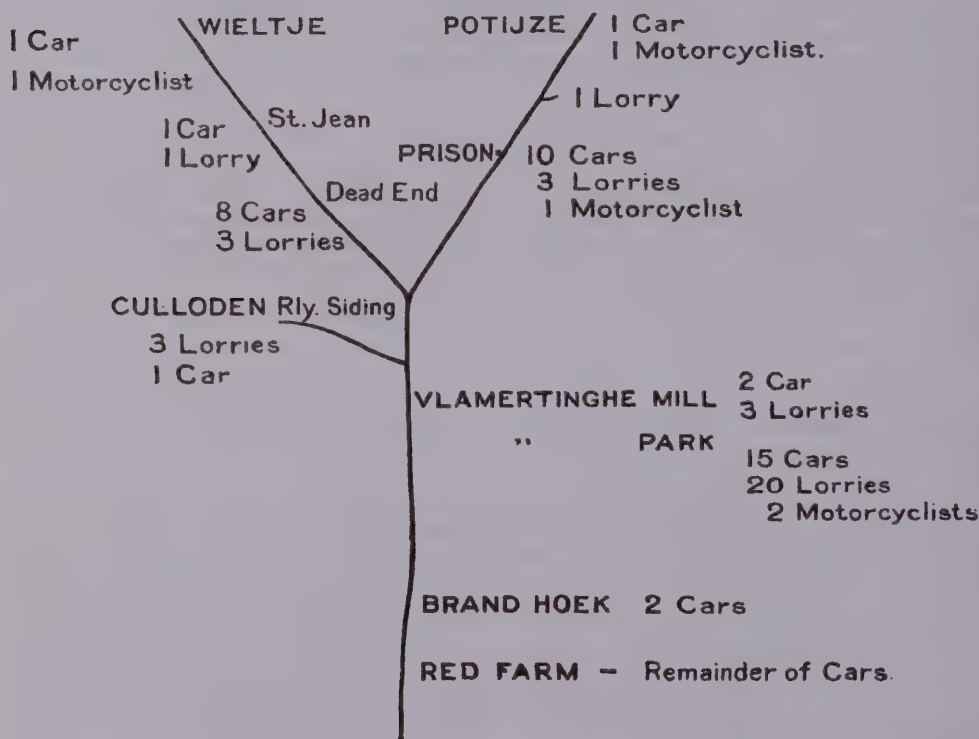 1 Car
1 Motorcyclist
WIELTJE
POTIJZE
1 Car
1 Motorcyclist.
1 Lorry
St. Jean
1 Car
1 Lorry
PRISON
10 Cars
3 Lorries
1 Motorcyclist
Dead End
8 Cars
3 Lorries
CULLODEN Rly. Siding
3 Lorries
1 Car
VLAMERTINGHE MILL
2 Car
3 Lorries
" PARK
15 Cars
20 Lorries
2 Motorcyclists
BRAND HOEK 2 Cars
RED FARM – Remainder of Cars.